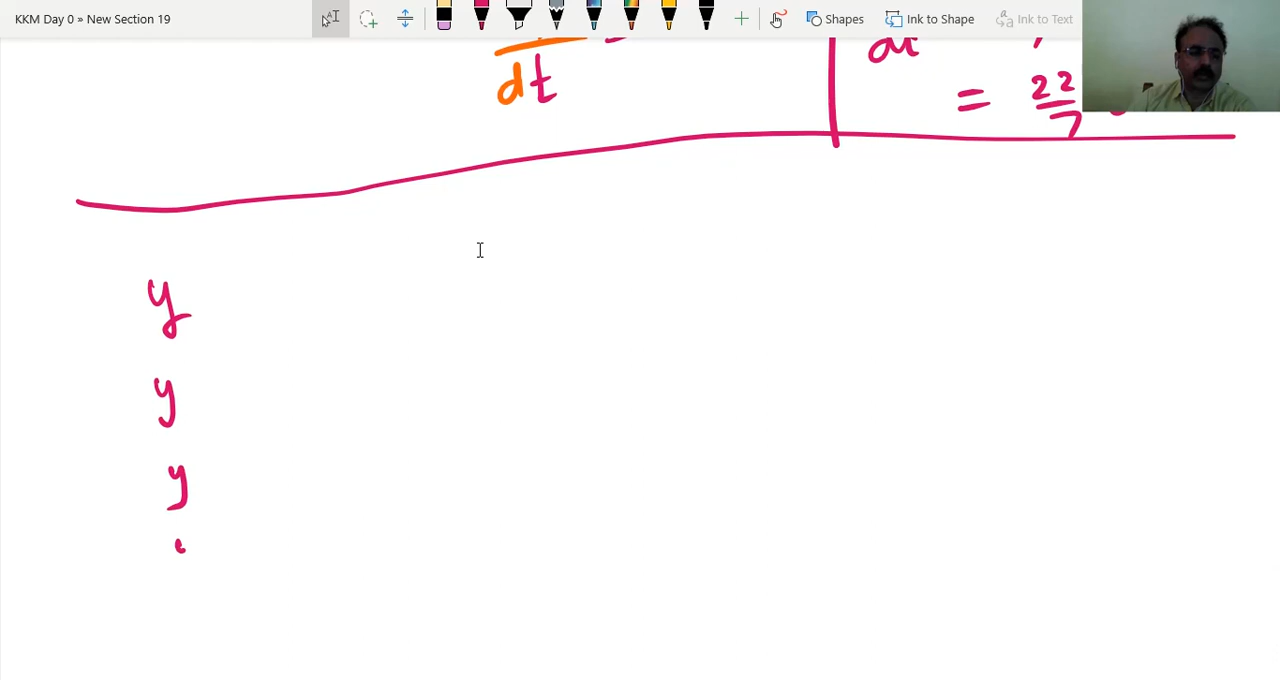 KKM Day 0 » New Section 19
Shapes
Ink to Shape
Ink to Text
dt
= 22/7
y
y
y